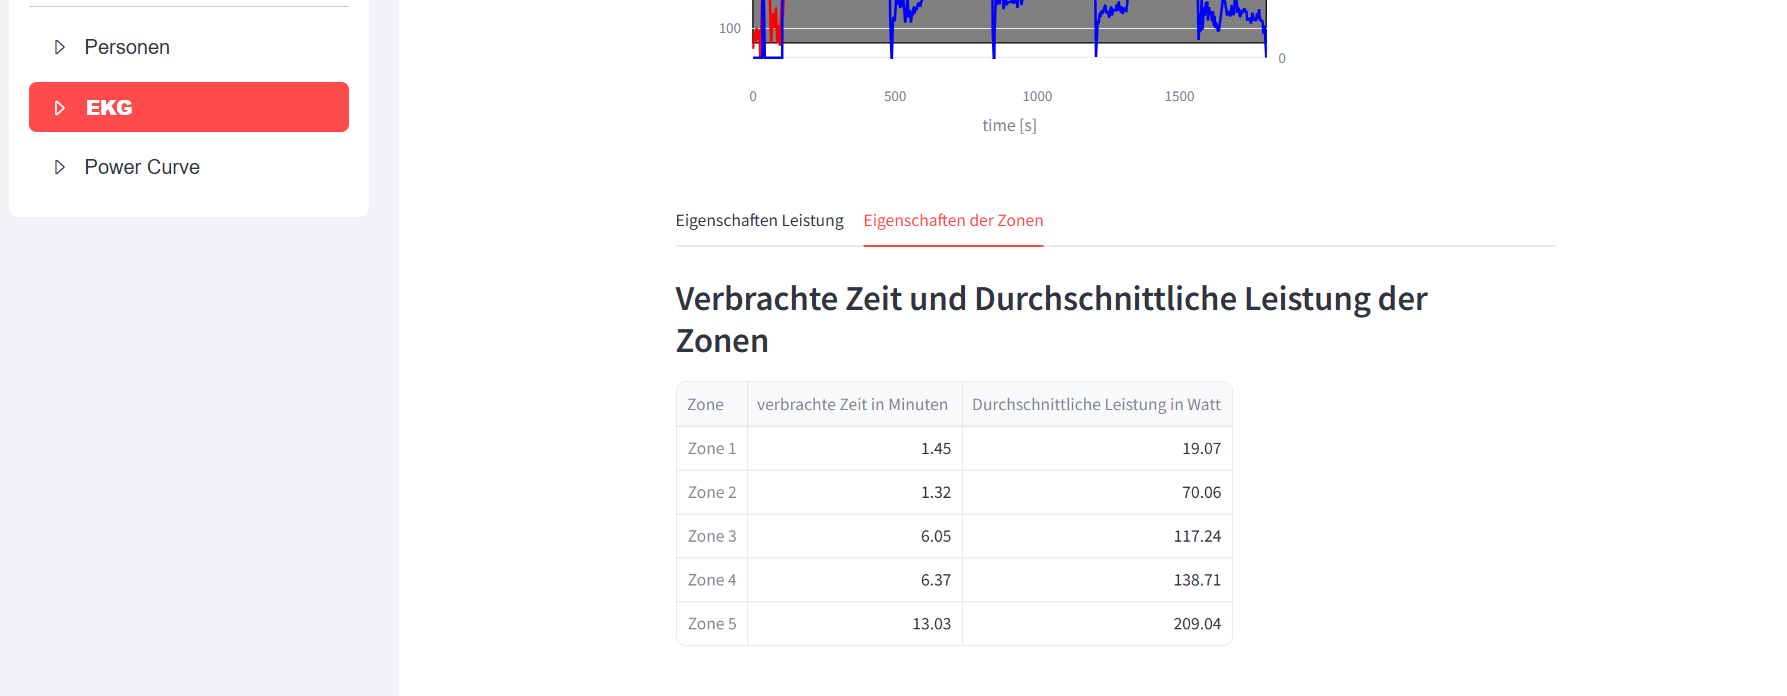 Personen
EKG
Power Curve
100
0
0 500 1000 1500
time [s]
Eigenschaften Leistung Eigenschaften der Zonen
Verbrachte Zeit und Durchschnittliche Leistung der
Zonen
Zone verbrachte Zeit in Minuten Durchschnittliche Leistung in Watt
Zone 1 1.45 19.07
Zone 2 1.32 70.06
Zone 3 6.05 117.24
Zone 4 6.37 138.71
Zone 5 13.03 209.04